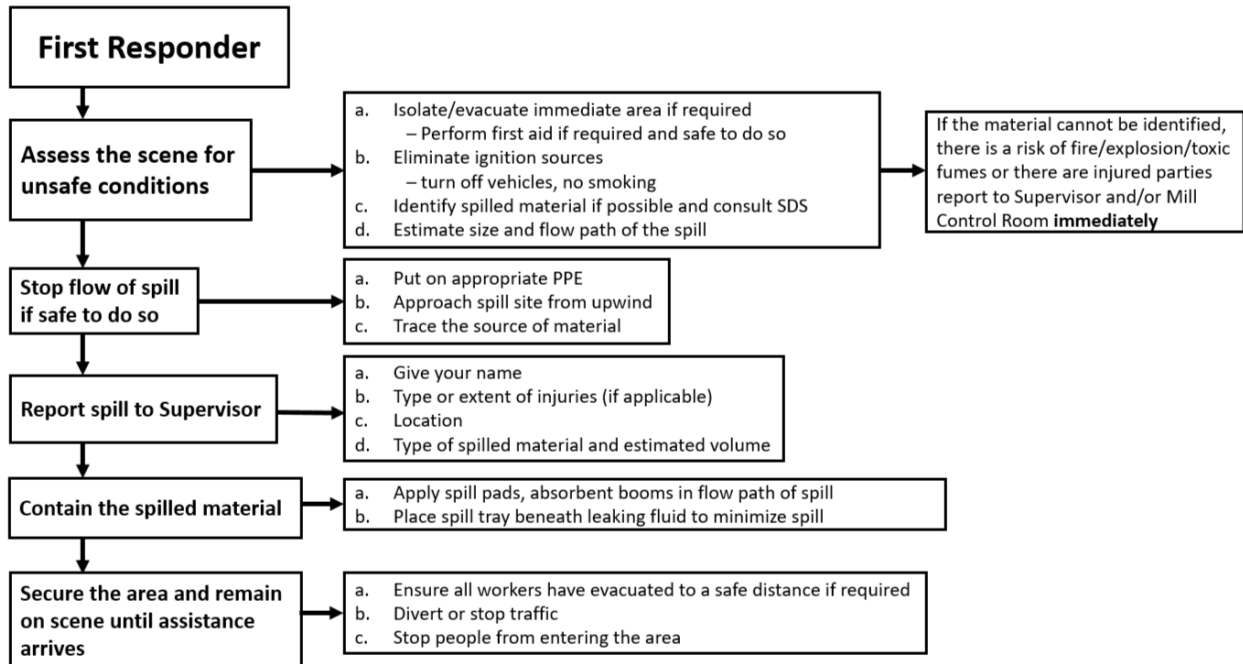 First Responder
Assess the scene for
unsafe conditions
a. Isolate/evacuate immediate area if required
– Perform first aid if required and safe to do so
b. Eliminate ignition sources
– turn off vehicles, no smoking
c. Identify spilled material if possible and consult SDS
d. Estimate size and flow path of the spill
If the material cannot be identified,
there is a risk of fire/explosion/toxic
fumes or there are injured parties
report to Supervisor and/or Mill
Control Room immediately
Stop flow of spill
if safe to do so
a. Put on appropriate PPE
b. Approach spill site from upwind
c. Trace the source of material
Report spill to Supervisor
a. Give your name
b. Type or extent of injuries (if applicable)
c. Location
d. Type of spilled material and estimated volume
Contain the spilled material
a. Apply spill pads, absorbent booms in flow path of spill
b. Place spill tray beneath leaking fluid to minimize spill
Secure the area and remain
on scene until assistance
arrives
a. Ensure all workers have evacuated to a safe distance if required
b. Divert or stop traffic
c. Stop people from entering the area